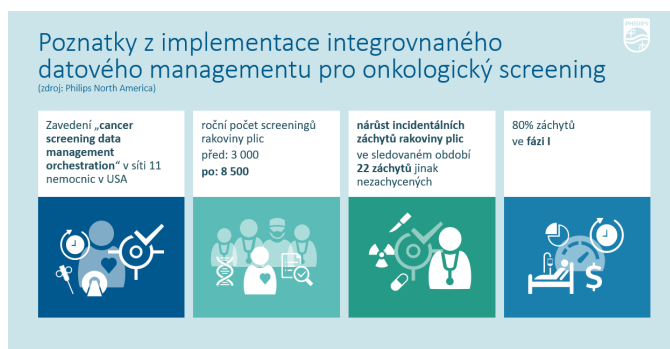 PHILIPS
Poznatky z implementace integrovnaného
datového managementu pro onkologický screening
(zdroj: Philips North America)
Zavedení „cancer
screening data
management
orchestration“ v síti 11
nemocnic v USA
roční počet screeningů
rakoviny plic
před: 3 000
po: 8 500
nárůst incidentálních
záchytů rakoviny plic
ve sledovaném období
22 záchytů jinak
nezachycených
80% záchytů
ve fázi I
$